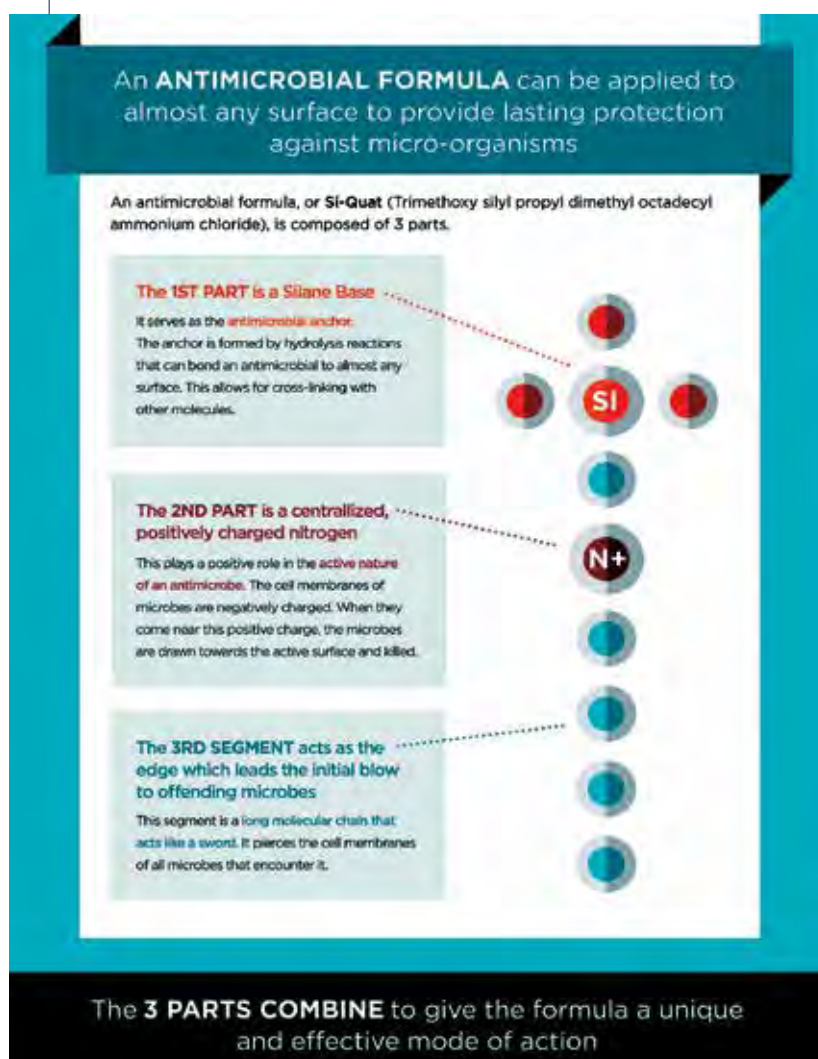 An ANTIMICROBIAL FORMULA can be applied to
almost any surface to provide lasting protection
against micro-organisms
An antimicrobial formula, or Si-Quat (Trimethoxy silyl propyl dimethyl octadecyl
ammonium chloride), is composed of 3 parts.
The 1ST PART is a Silane Base
It serves as the antimicrobial anchor.
The anchor is formed by hydrolysis reactions
that can bond an antimicrobial to almost any
surface. This allows for cross-linking with
other molecules.
SI
The 2ND PART is a centrallized,
positively charged nitrogen
This plays a positive role in the active nature
of an antimicrobe. The cell membranes of
microbes are negatively charged. When they
come near this positive charge, the microbes
are drawn towards the active surface and killed.
N+
The 3RD SEGMENT acts as the
edge which leads the initial blow
to offending microbes
This segment is a long molecular chain that
acts like a sword. It pierces the cell membranes
of all microbes that encounter it.
The 3 PARTS COMBINE to give the formula a unique
and effective mode of action